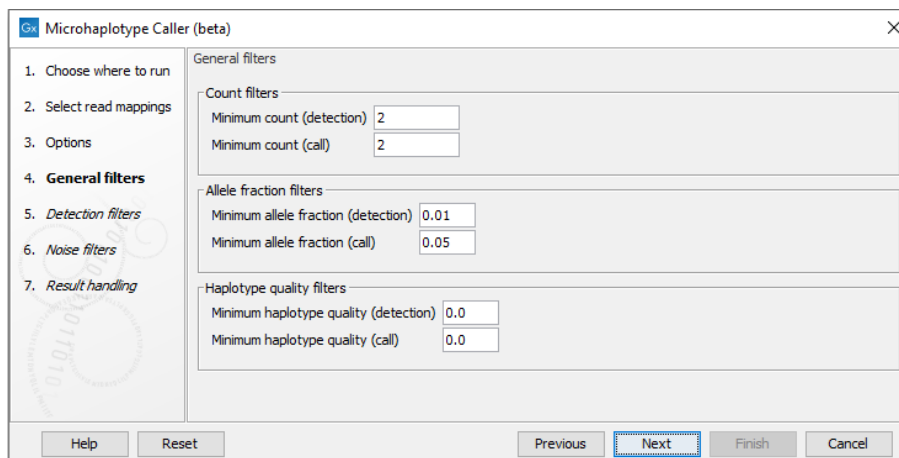 Gx Microhaplotype Caller (beta)
1. Choose where to run
2. Select read mappings
3. Options
4. General filters
5. Detection filters
6. Noise filters
7. Result handling
General filters
Count filters
Minimum count (detection) 2
Minimum count (call) 2
Allele fraction filters
Minimum allele fraction (detection) 0.01
Minimum allele fraction (call) 0.05
Haplotype quality filters
Minimum haplotype quality (detection) 0.0
Minimum haplotype quality (call) 0.0
Help Reset Previous Next Finish Cancel